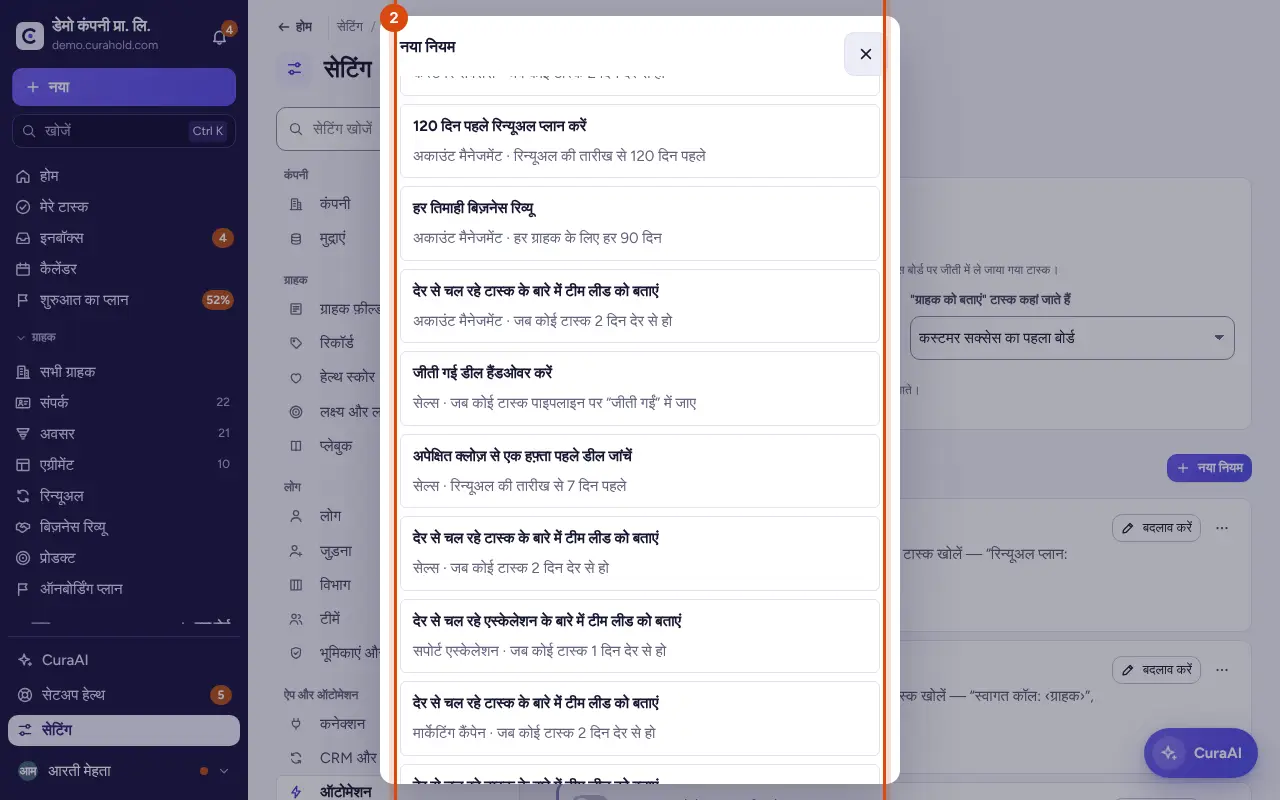 डेमो कंपनी प्रा. लि.
demo.curahold.com
4
नया
खोजें
Ctrl K
होम
मेरे टास्क
इनबॉक्स
4
कैलेंडर
शुरुआत का प्लान
52%
ग्राहक
सभी ग्राहक
संपर्क
22
अवसर
21
एग्रीमेंट
10
रिन्यूअल
बिज़नेस रिव्यू
प्रोडक्ट
ऑनबोर्डिंग प्लान
CuraAI
सेटअप हेल्थ
5
सेटिंग
आम
आरती मेहता
होम
सेटिंग /
सेटिंग
सेटिंग खोजें
कंपनी
कंपनी
मुद्राएं
ग्राहक
ग्राहक फ़ील्ड
रिकॉर्ड
हेल्थ स्कोर
लक्ष्य और
प्लेबुक
लोग
लोग
जुड़ना
विभाग
टीमें
भूमिकाएं और
ऐप और ऑटोमेशन
कनेक्शन
CRM और
ऑटोमेशन
2
नया नियम
120 दिन पहले रिन्यूअल प्लान करें
अकाउंट मैनेजमेंट · रिन्यूअल की तारीख से 120 दिन पहले
हर तिमाही बिज़नेस रिव्यू
अकाउंट मैनेजमेंट · हर ग्राहक के लिए हर 90 दिन
देर से चल रहे टास्क के बारे में टीम लीड को बताएं
अकाउंट मैनेजमेंट · जब कोई टास्क 2 दिन देर से हो
जीती गई डील हैंडओवर करें
सेल्स · जब कोई टास्क पाइपलाइन पर “जीती गईं” में जाए
अपेक्षित क्लोज़ से एक हफ़्ता पहले डील जांचें
सेल्स · रिन्यूअल की तारीख से 7 दिन पहले
देर से चल रहे टास्क के बारे में टीम लीड को बताएं
सेल्स · जब कोई टास्क 2 दिन देर से हो
देर से चल रहे एस्केलेशन के बारे में टीम लीड को बताएं
सपोर्ट एस्केलेशन · जब कोई टास्क 1 दिन देर से हो
देर से चल रहे टास्क के बारे में टीम लीड को बताएं
मार्केटिंग कैंपेन · जब कोई टास्क 2 दिन देर से हो
बोर्ड पर जीती में ले जाया गया टास्क।
"ग्राहक को बताएं" टास्क कहां जाते हैं
कस्टमर सक्सेस का पहला बोर्ड
नया नियम
बदलाव करें
टास्क खोलें — “रिन्यूअल प्लान:
बदलाव करें
खोलें — “स्वागत कॉल: ‹ग्राहक›”,
CuraAI